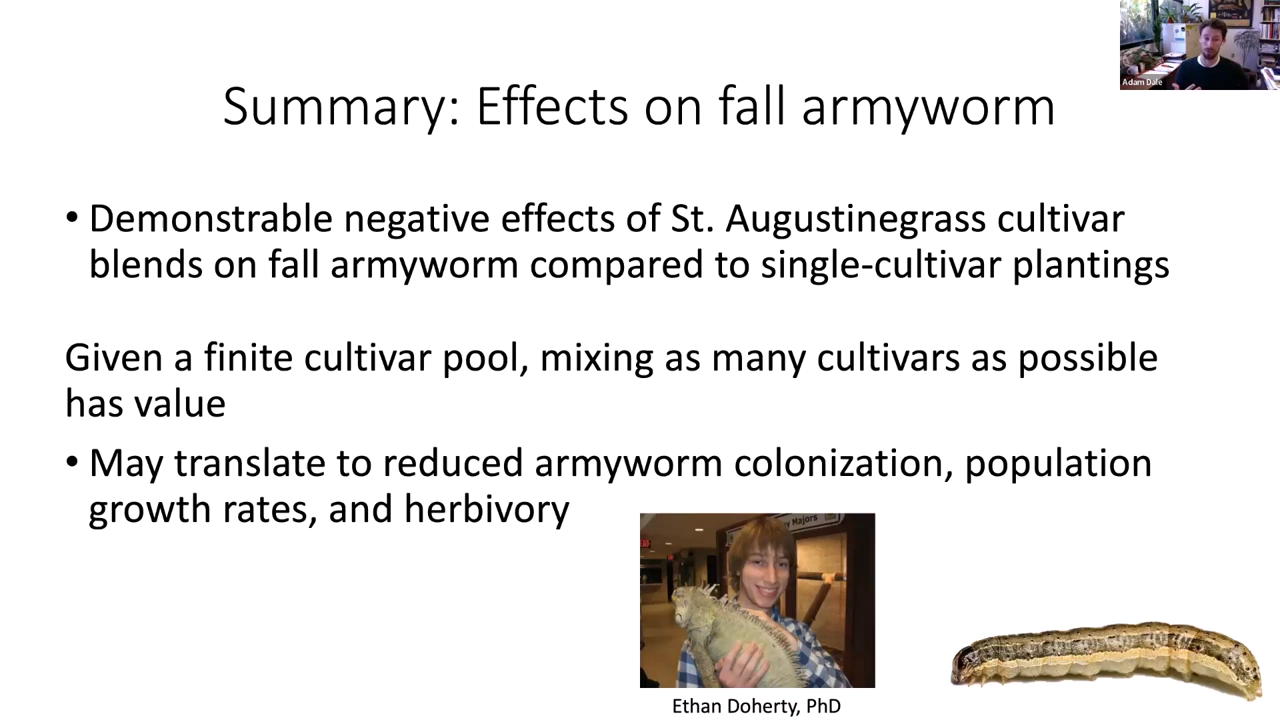 Adam Dale
Summary: Effects on fall armyworm
• Demonstrable negative effects of St. Augustinegrass cultivar
blends on fall armyworm compared to single-cultivar plantings
Given a finite cultivar pool, mixing as many cultivars as possible
has value
• May translate to reduced armyworm colonization, population
growth rates, and herbivory
Majors
Ethan Doherty, PhD